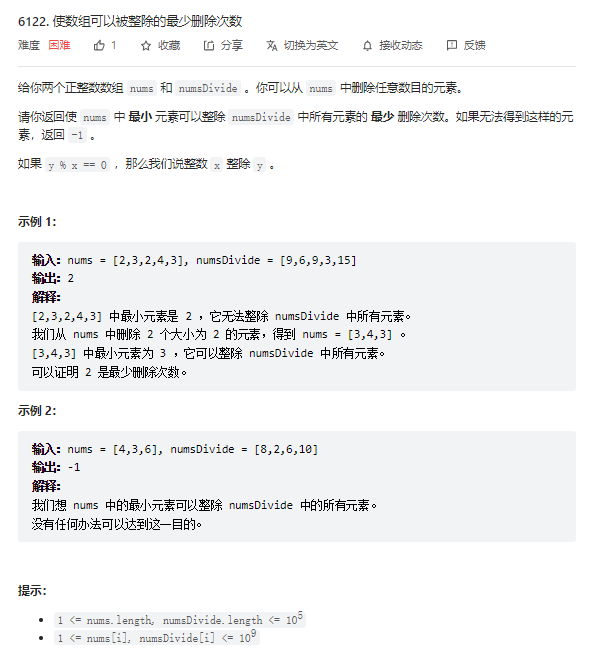 6122. 使数组可以被整除的最少删除次数
难度 困难 1 收藏 分享 切换为英文 接收动态 反馈
给你两个正整数数组 nums 和 numsDivide 。你可以从 nums 中删除任意数目的元素。
请你返回使 nums 中 最小 元素可以整除 numsDivide 中所有元素的 最少 删除次数。如果无法得到这样的元
素，返回 -1 。
如果 y % x == 0 ，那么我们说整数 x 整除 y 。
示例 1：
输入：nums = [2,3,2,4,3], numsDivide = [9,6,9,3,15]
输出：2
解释：
[2,3,2,4,3] 中最小元素是 2 ，它无法整除 numsDivide 中所有元素。
我们从 nums 中删除 2 个大小为 2 的元素，得到 nums = [3,4,3] 。
[3,4,3] 中最小元素为 3 ，它可以整除 numsDivide 中所有元素。
可以证明 2 是最少删除次数。
示例 2：
输入：nums = [4,3,6], numsDivide = [8,2,6,10]
输出：-1
解释：
我们想 nums 中的最小元素可以整除 numsDivide 中的所有元素。
没有任何办法可以达到这一目的。
提示：
• 1 <= nums.length, numsDivide.length <= 10⁵
• 1 <= nums[i], numsDivide[i] <= 10⁹